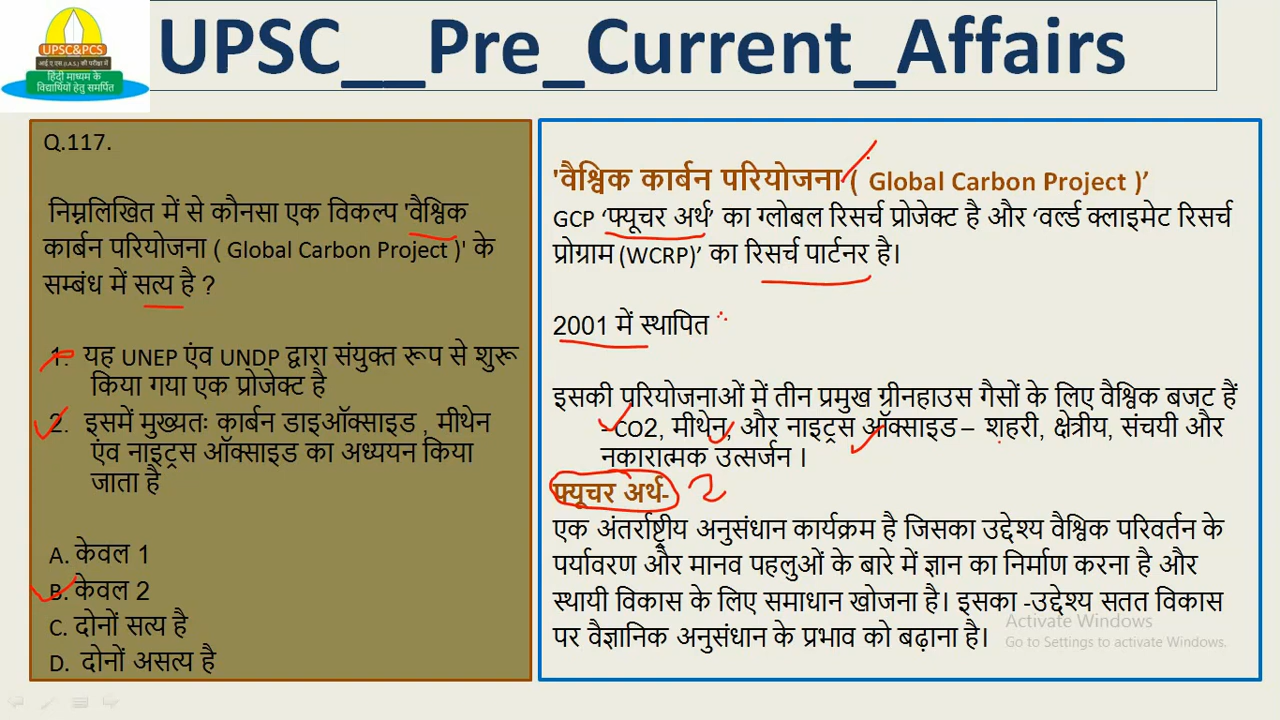 UPSC&PCS
आई ए एस (I.A.S.) की परीक्षा में
हिंदी माध्यम के
विद्यार्थियों हेतु समर्पित
UPSC__Pre_Current_Affairs
Q.117.
निम्नलिखित में से कौनसा एक विकल्प 'वैश्विक
कार्बन परियोजना ( Global Carbon Project )' के
सम्बंध में सत्य है ?
1. यह UNEP एंव UNDP द्वारा संयुक्त रूप से शुरू
किया गया एक प्रोजेक्ट है
2. इसमें मुख्यतः कार्बन डाइऑक्साइड , मीथेन
एंव नाइट्रस ऑक्साइड का अध्ययन किया
जाता है
A. केवल 1
B. केवल 2
C. दोनों सत्य है
D. दोनों असत्य है
'वैश्विक कार्बन परियोजना ( Global Carbon Project )’
GCP ‘फ्यूचर अर्थ’ का ग्लोबल रिसर्च प्रोजेक्ट है और ‘वर्ल्ड क्लाइमेट रिसर्च
प्रोग्राम (WCRP)’ का रिसर्च पार्टनर है।
2001 में स्थापित
इसकी परियोजनाओं में तीन प्रमुख ग्रीनहाउस गैसों के लिए वैश्विक बजट हैं
-CO2, मीथेन, और नाइट्रस ऑक्साइड – शहरी, क्षेत्रीय, संचयी और
नकारात्मक उत्सर्जन ।
फ्यूचर अर्थ- 2
एक अंतर्राष्ट्रीय अनुसंधान कार्यक्रम है जिसका उद्देश्य वैश्विक परिवर्तन के
पर्यावरण और मानव पहलुओं के बारे में ज्ञान का निर्माण करना है और
स्थायी विकास के लिए समाधान खोजना है। इसका -उद्देश्य सतत विकास
पर वैज्ञानिक अनुसंधान के प्रभाव को बढ़ाना है।
Activate Windows
Go to Settings to activate Windows.